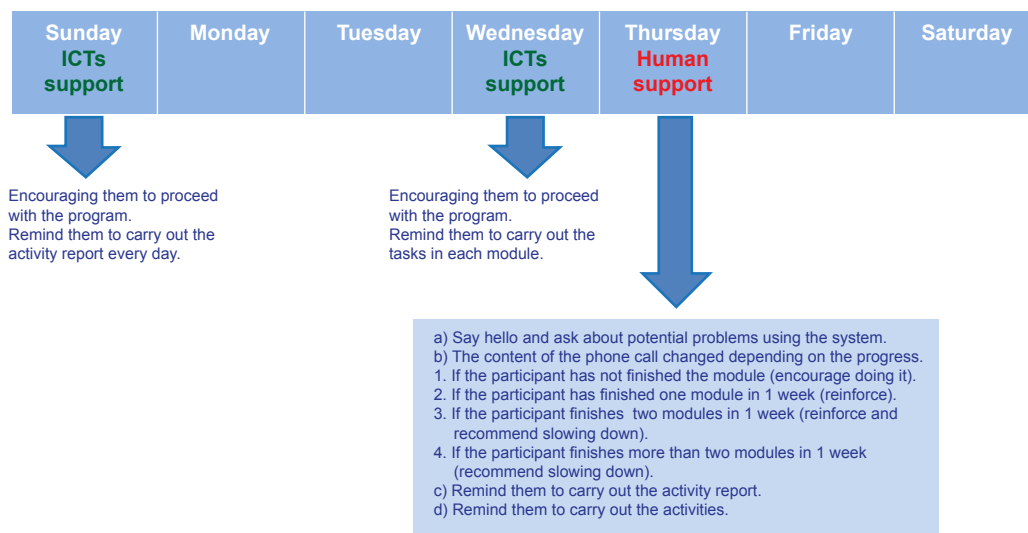 Sunday
ICTs
support
Monday
Tuesday
Wednesday
ICTs
support
Thursday
Human
support
Friday
Saturday
Encouraging them to proceed
with the program.
Remind them to carry out the
activity report every day.
Encouraging them to proceed
with the program.
Remind them to carry out the
tasks in each module.
a) Say hello and ask about potential problems using the system.
b) The content of the phone call changed depending on the progress.
1. If the participant has not finished the module (encourage doing it).
2. If the participant has finished one module in 1 week (reinforce).
3. If the participant finishes two modules in 1 week (reinforce and
recommend slowing down).
4. If the participant finishes more than two modules in 1 week
(recommend slowing down).
c) Remind them to carry out the activity report.
d) Remind them to carry out the activities.